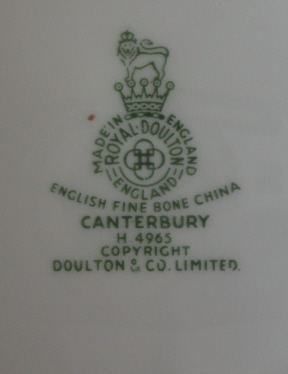 MADE IN ENGLAND
ROYAL·DOULTON
ENGLAND
ENGLISH FINE BONE CHINA
CANTERBURY
H 4965
COPYRIGHT
DOULTON & CO. LIMITED.